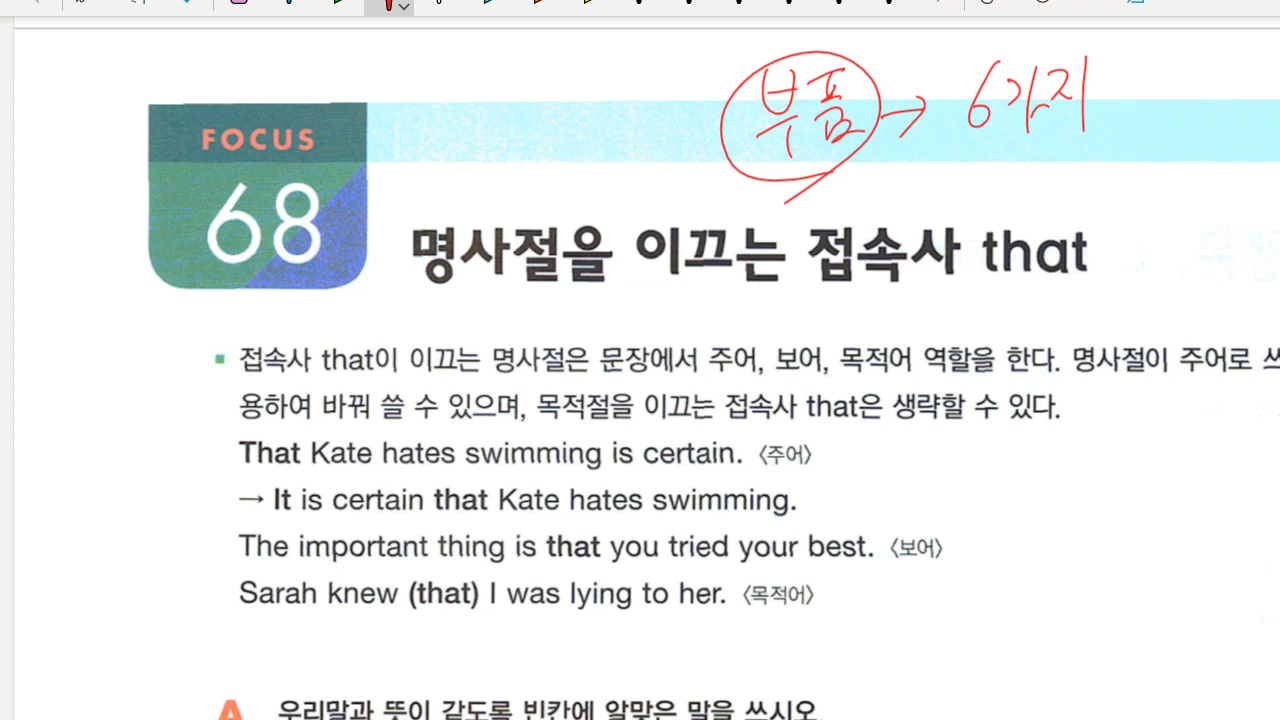 부품 → 6가지
FOCUS
68
명사절을 이끄는 접속사 that
접속사 that이 이끄는 명사절은 문장에서 주어, 보어, 목적어 역할을 한다. 명사절이 주어로 쓰
용하여 바꿔 쓸 수 있으며, 목적절을 이끄는 접속사 that은 생략할 수 있다.
That Kate hates swimming is certain. 〈주어〉
→ It is certain that Kate hates swimming.
The important thing is that you tried your best. 〈보어〉
Sarah knew (that) I was lying to her. 〈목적어〉
A 우리말과 뜻이 같도록 빈칸에 알맞은 말을 쓰시오.